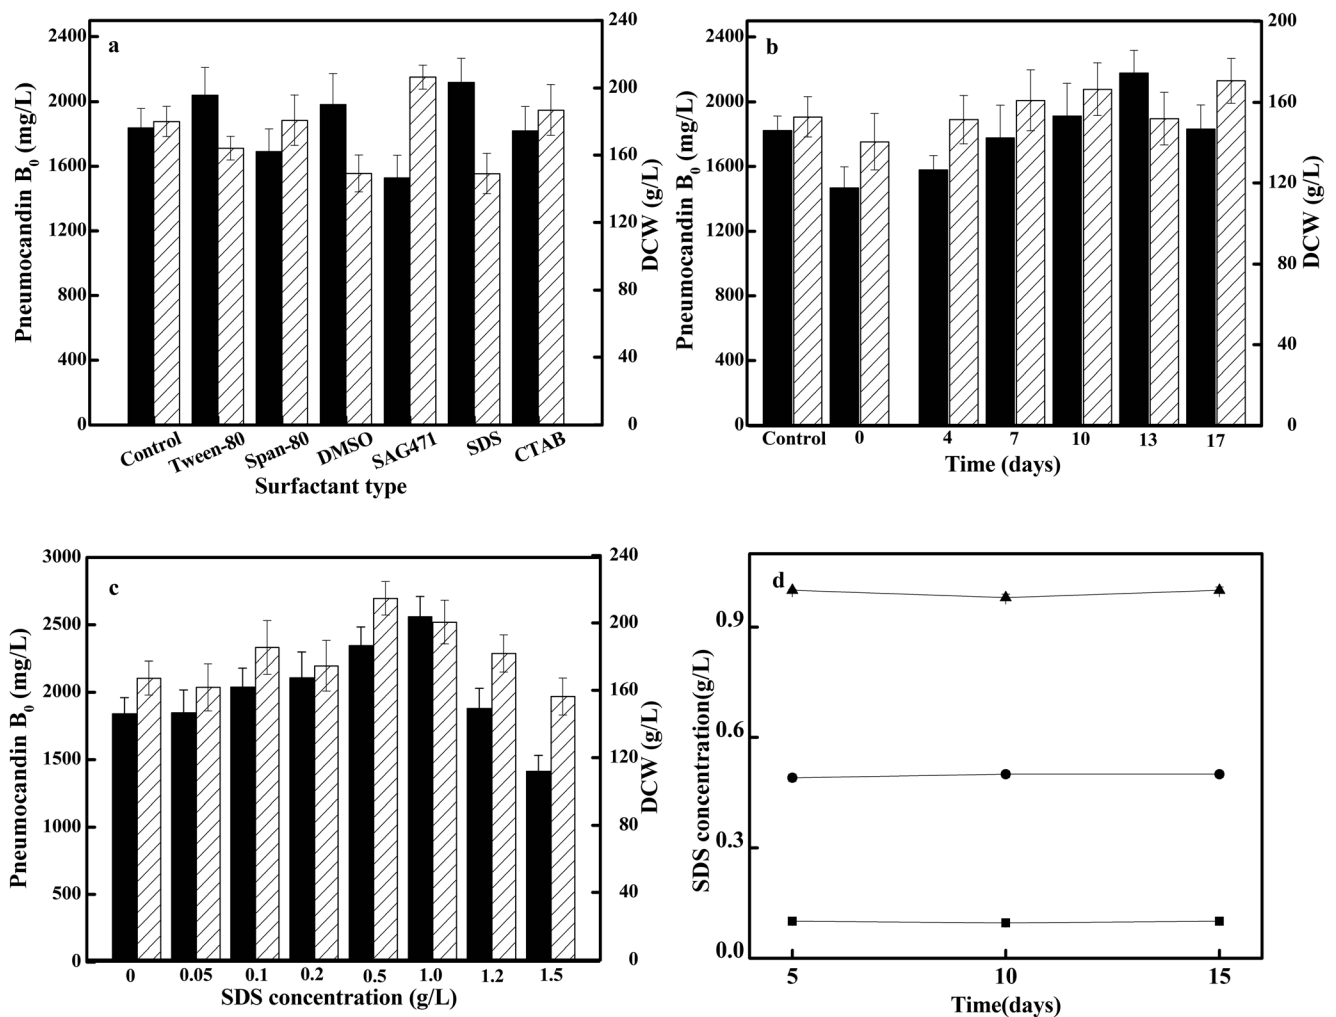 a
2400
2000
1600
1200
800
400
0
Pneumocandin B0 (mg/L)
240
200
160
120
80
40
0
DCW (g/L)
Control Tween-80 Span-80 DMSO SAG471 SDS CTAB
Surfactant type
b
2400
2000
1600
1200
800
400
0
Pneumocandin B0 (mg/L)
200
160
120
80
40
0
DCW (g/L)
Control 0 4 7 10 13 17
Time (days)
c
3000
2500
2000
1500
1000
500
0
Pneumocandin B0 (mg/L)
240
200
160
120
80
40
0
DCW (g/L)
0 0.05 0.1 0.2 0.5 1.0 1.2 1.5
SDS concentration (g/L)
d
0.9
0.6
0.3
0.0
SDS concentration(g/L)
5 10 15
Time(days)